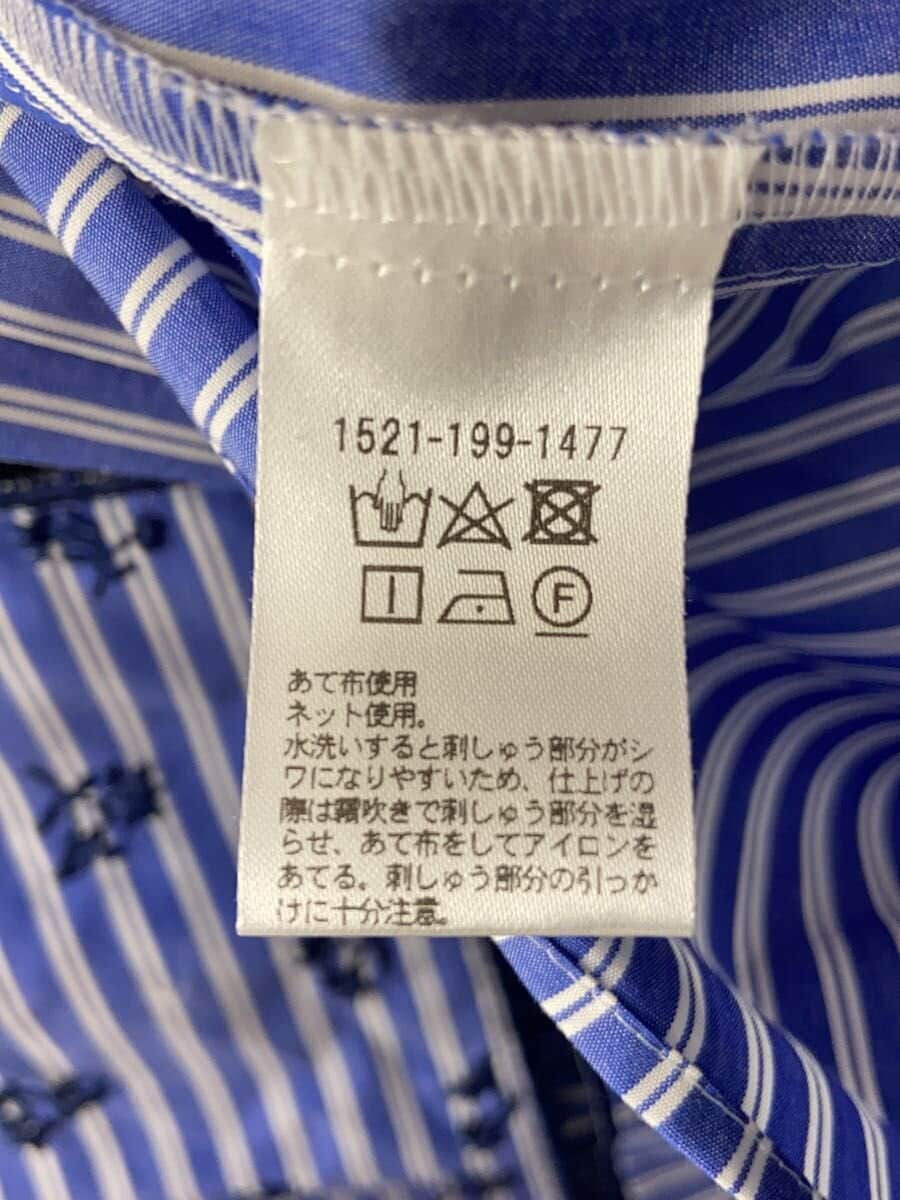 1521-199-1477
F
あて布使用
ネット使用。
水洗いすると刺しゅう部分がシ
ワになりやすいため、仕上げの
際は霧吹きで刺しゅう部分を湿
らせ、あて布をしてアイロンを
あてる。刺しゅう部分の引っか
けに十分注意。